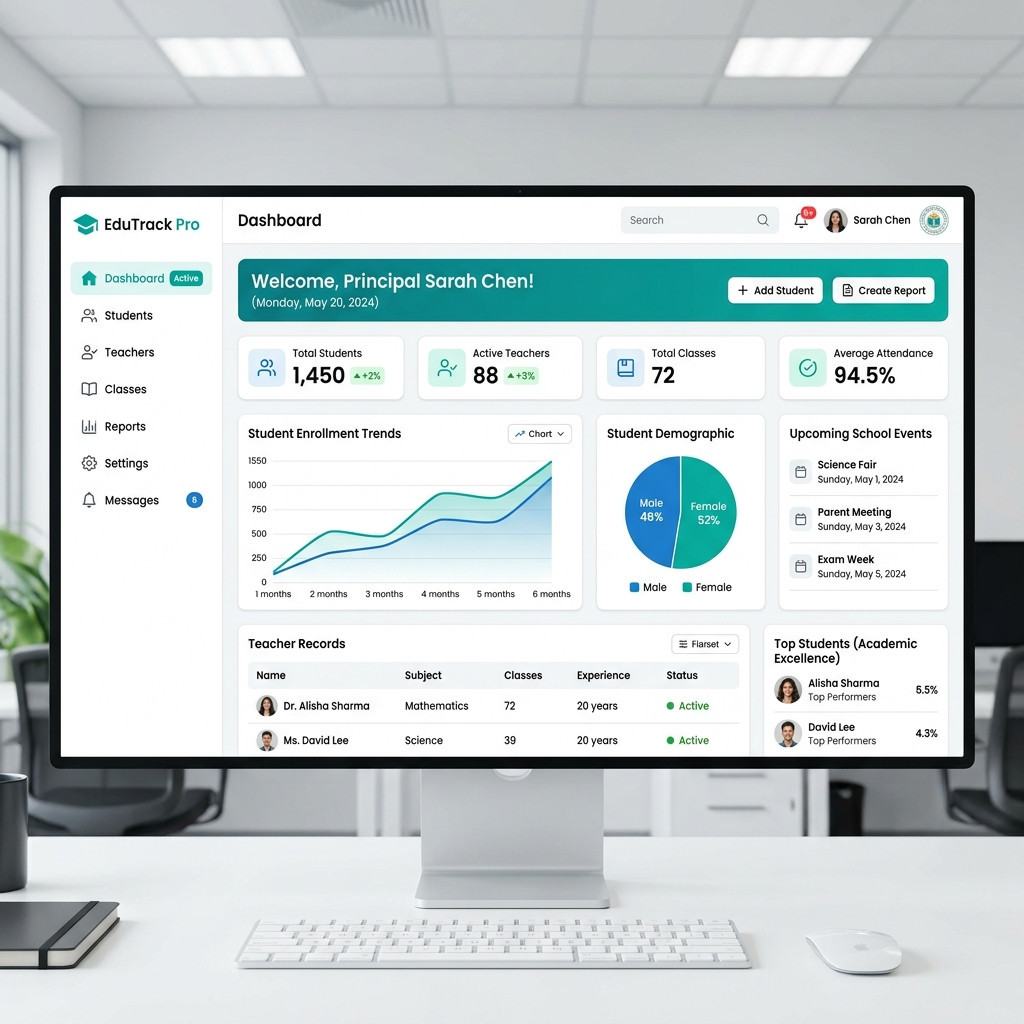 EduTrack Pro
Dashboard
Search
Sarah Chen
Dashboard Active
Students
Teachers
Classes
Reports
Settings
Messages 6
Welcome, Principal Sarah Chen!
(Monday, May 20, 2024)
+ Add Student
Create Report
Total Students
1,450 +2%
Active Teachers
88 +3%
Total Classes
72
Average Attendance
94.5%
Student Enrollment Trends
Chart
1550
1000
750
500
250
0
1 months 2 months 3 months 4 months 5 months 6 months
Student Demographic
Male
48%
Female
52%
Male Female
Upcoming School Events
Science Fair
Sunday, May 1, 2024
Parent Meeting
Sunday, May 3, 2024
Exam Week
Sunday, May 5, 2024
Teacher Records
Flarset
Name Subject Classes Experience Status
Dr. Alisha Sharma Mathematics 72 20 years Active
Ms. David Lee Science 39 20 years Active
Top Students (Academic
Excellence)
Alisha Sharma
Top Performers
5.5%
David Lee
Top Performers
4.3%